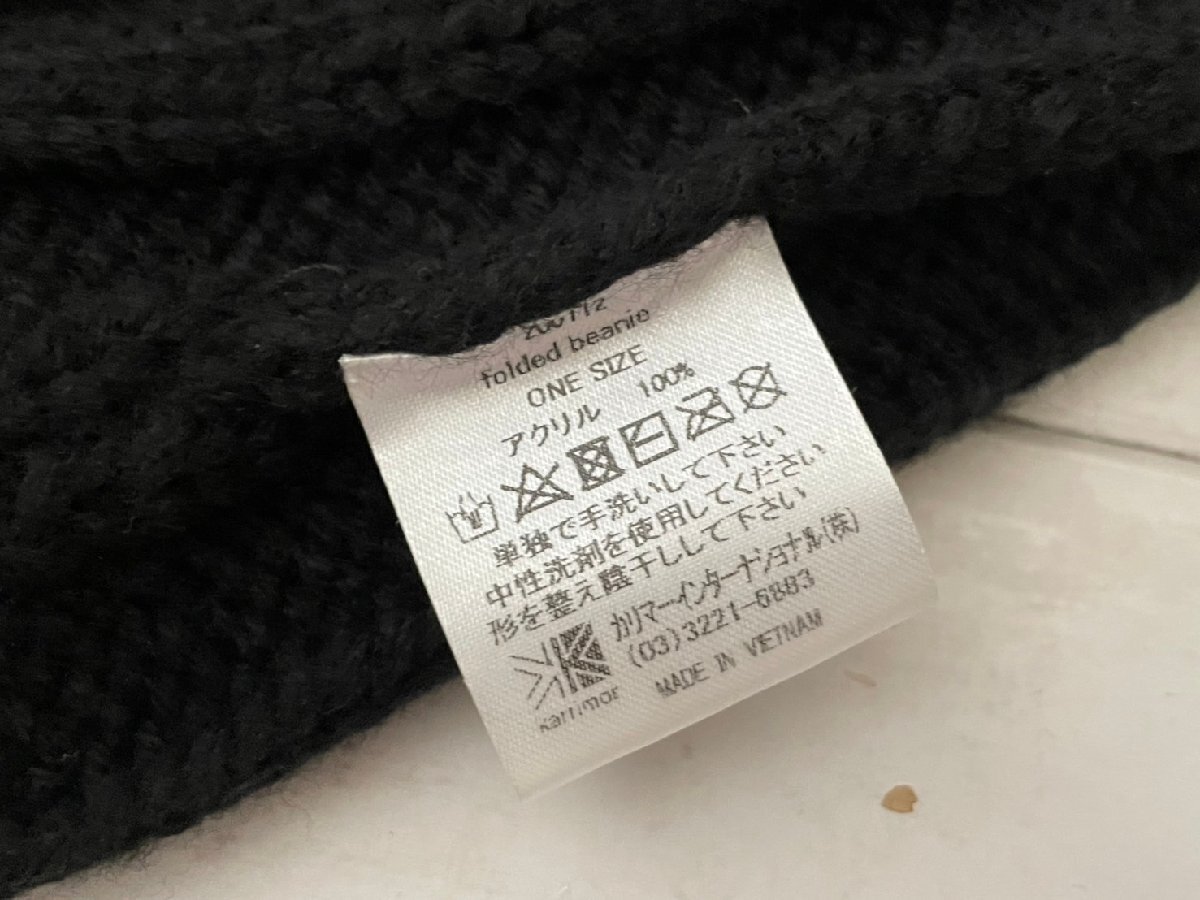 folded beanie
ONE SIZE
アクリル 100%
単独で手洗いして下さい
中性洗剤を使用してください
形を整え陰干しして下さい
カリマーインターナショナル(株)
(03)3221-6883
karrimor
MADE IN VIETNAM